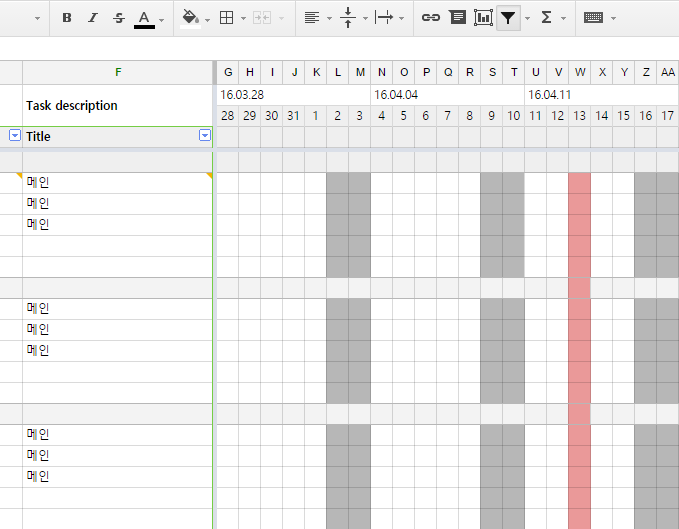 B I S A Σ
F G H I J K L M N O P Q R S T U V W X Y Z AA
Task description 16.03.28 16.04.04 16.04.11
28 29 30 31 1 2 3 4 5 6 7 8 9 10 11 12 13 14 15 16 17
Title
메인
메인
메인
메인
메인
메인
메인
메인
메인